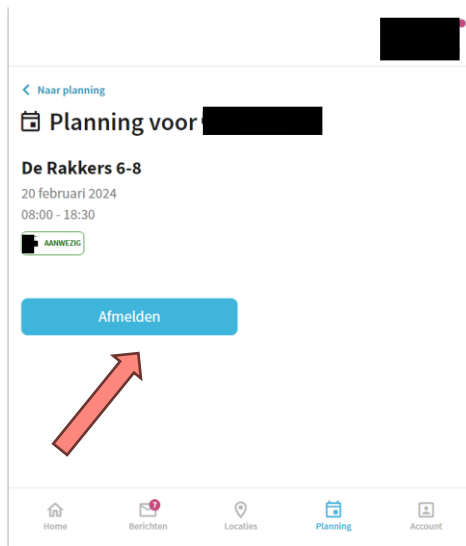 Naar planning
Planning voor
De Rakkers 6-8
20 februari 2024
08:00 - 18:30
AANWEZIG
Afmelden
7
Home Berichten Locaties Planning Account